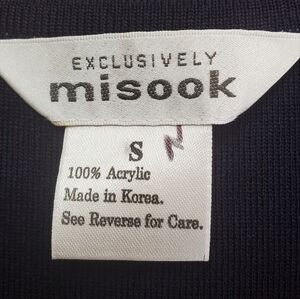 EXCLUSIVELY
misook
S
100% Acrylic
Made in Korea.
See Reverse for Care.